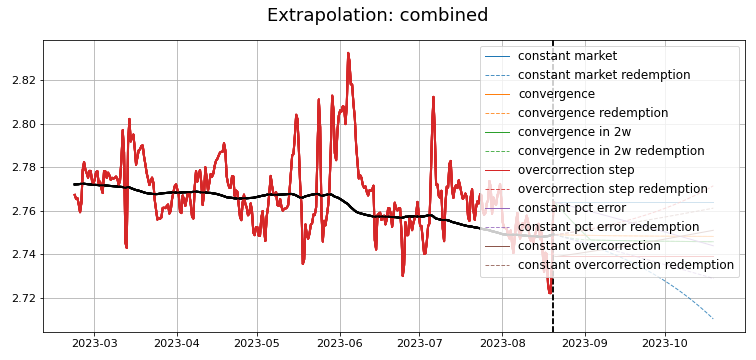 Extrapolation: combined
2.82
2.80
2.78
2.76
2.74
2.72
constant market
constant market redemption
convergence
convergence redemption
convergence in 2w
convergence in 2w redemption
overcorrection step
overcorrection step redemption
constant pct error
constant pct error redemption
constant overcorrection
constant overcorrection redemption
2023-03 2023-04 2023-05 2023-06 2023-07 2023-08 2023-09 2023-10